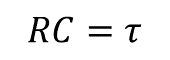 RC = τ